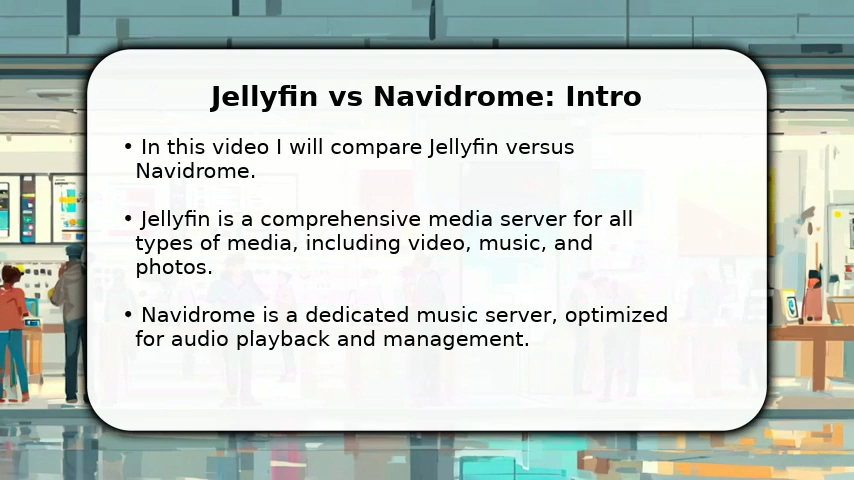 Jellyfin vs Navidrome: Intro
• In this video I will compare Jellyfin versus
Navidrome.
• Jellyfin is a comprehensive media server for all
types of media, including video, music, and
photos.
• Navidrome is a dedicated music server, optimized
for audio playback and management.